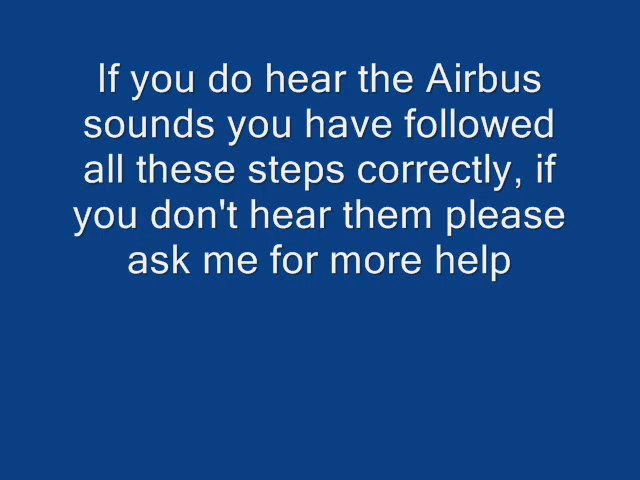 If you do hear the Airbus
sounds you have followed
all these steps correctly, if
you don't hear them please
ask me for more help